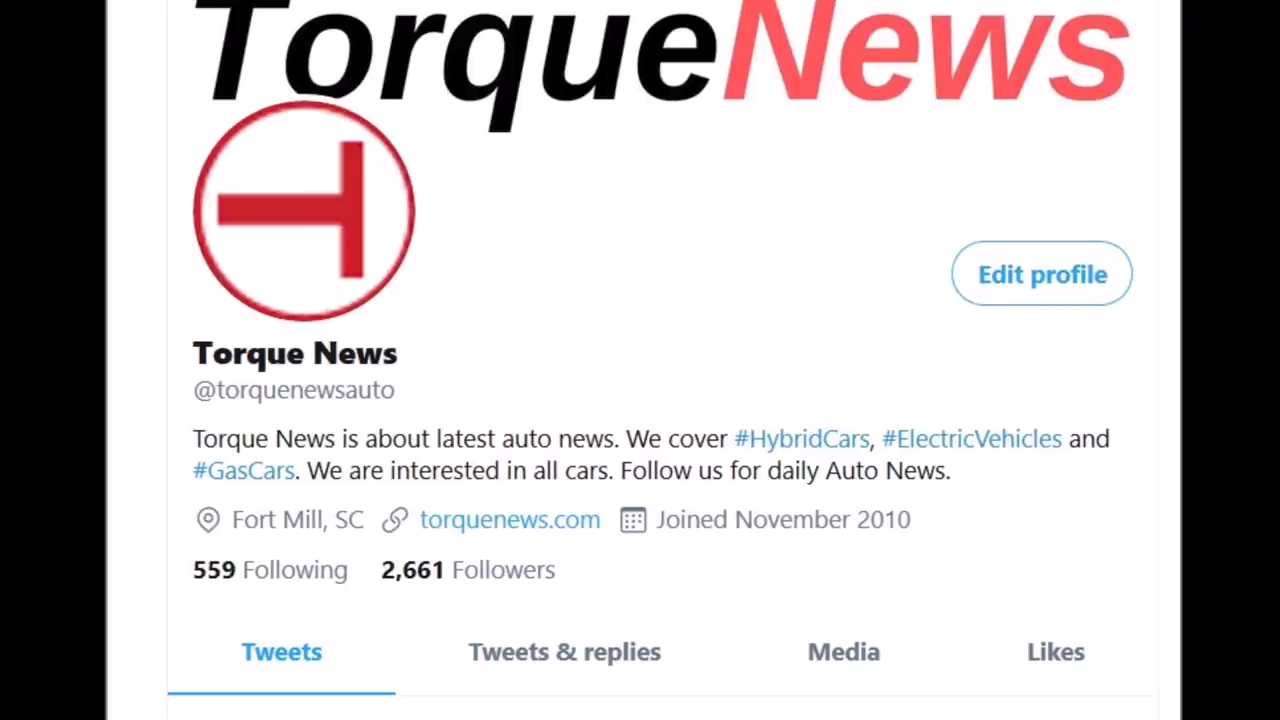 TorqueNews
T
Edit profile
Torque News
@torquenewsauto
Torque News is about latest auto news. We cover #HybridCars, #ElectricVehicles and
#GasCars. We are interested in all cars. Follow us for daily Auto News.
Fort Mill, SC torquenews.com Joined November 2010
559 Following 2,661 Followers
Tweets Tweets & replies Media Likes